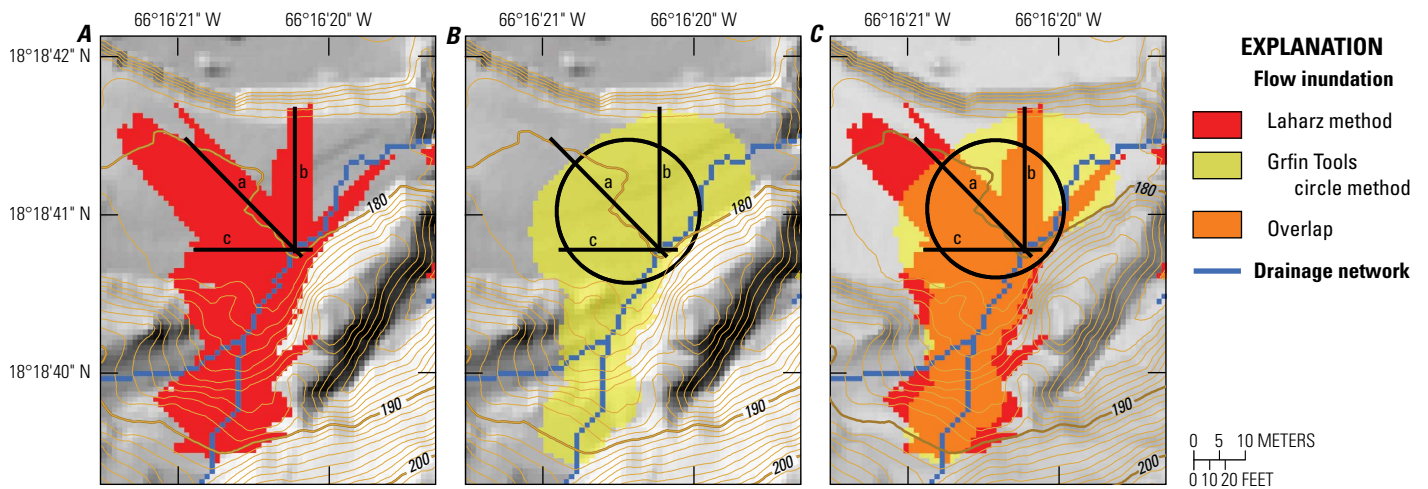 A
66°16'21" W
66°16'20" W
B
66°16'21" W
66°16'20" W
C
66°16'21" W
66°16'20" W
18°18'42" N
18°18'41" N
18°18'40" N
a
b
c
180
190
200
a
b
c
180
190
200
a
b
c
180
190
200
EXPLANATION
Flow inundation
Laharz method
Grfin Tools
circle method
Overlap
Drainage network
0 5 10 METERS
0 10 20 FEET